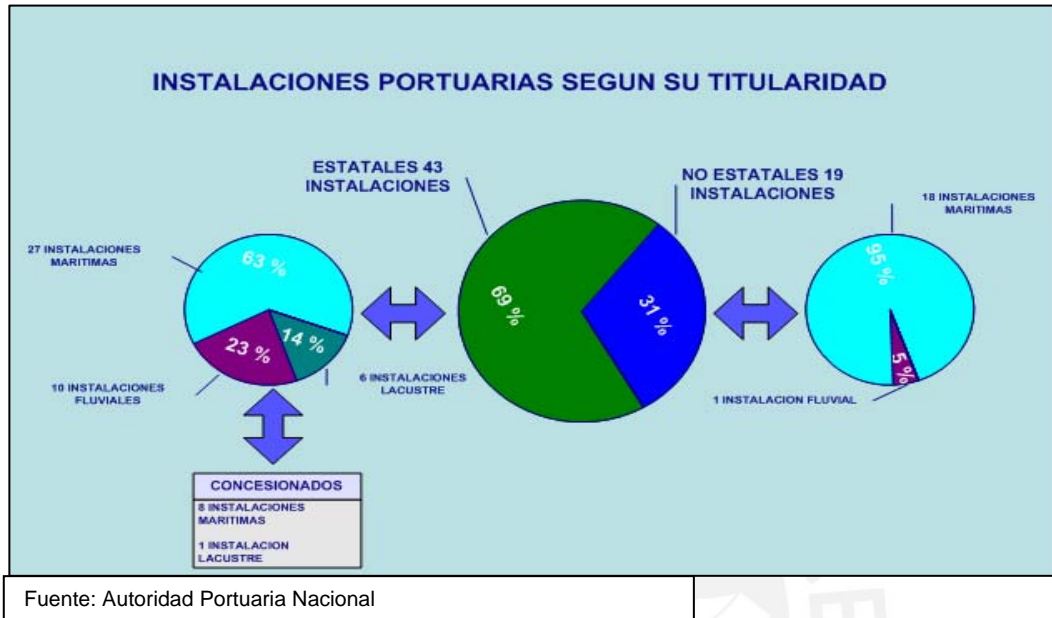 INSTALACIONES PORTUARIAS SEGUN SU TITULARIDAD
ESTATALES 43
INSTALACIONES
NO ESTATALES 19
INSTALACIONES
18 INSTALACIONES
MARITIMAS
27 INSTALACIONES
MARITIMAS
63 %
23 %
14 %
69 %
31 %
95 %
5 %
10 INSTALACIONES
FLUVIALES
6 INSTALACIONES
LACUSTRE
1 INSTALACION FLUVIAL
CONCESIONADOS
8 INSTALACIONES
MARITIMAS
1 INSTALACION
LACUSTRE
Fuente: Autoridad Portuaria Nacional